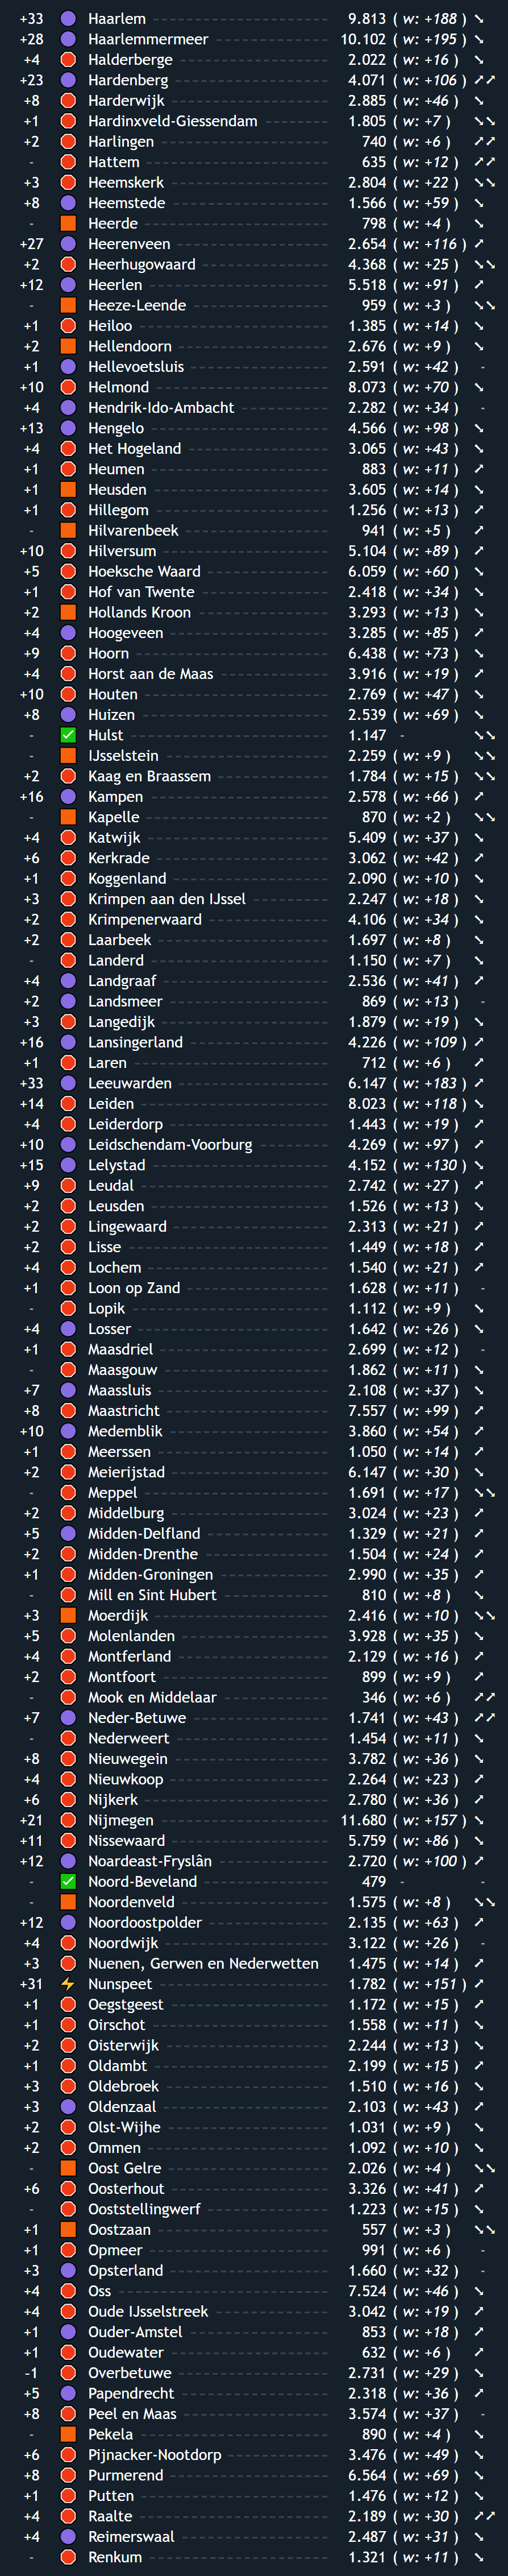 +33 Haarlem 9.813 ( w: +188 ) ➘
+28 Haarlemmermeer 10.102 ( w: +195 ) ➘
+4 Halderberge 2.022 ( w: +16 ) ➘
+23 Hardenberg 4.071 ( w: +106 ) ➚➚
+8 Harderwijk 2.885 ( w: +46 ) ➘
+1 Hardinxveld-Giessendam 1.805 ( w: +7 ) ➘➘
+2 Harlingen 740 ( w: +6 ) ➚➚
- Hattem 635 ( w: +12 ) ➚➚
+3 Heemskerk 2.804 ( w: +22 ) ➘➘
+8 Heemstede 1.566 ( w: +59 ) ➘
- Heerde 798 ( w: +4 ) ➘
+27 Heerenveen 2.654 ( w: +116 ) ➚
+2 Heerhugowaard 4.368 ( w: +25 ) ➘➘
+12 Heerlen 5.518 ( w: +91 ) ➚
- Heeze-Leende 959 ( w: +3 ) ➘➘
+1 Heiloo 1.385 ( w: +14 ) ➘
+2 Hellendoorn 2.676 ( w: +9 ) ➘
+1 Hellevoetsluis 2.591 ( w: +42 ) -
+10 Helmond 8.073 ( w: +70 ) ➘
+4 Hendrik-Ido-Ambacht 2.282 ( w: +34 ) -
+13 Hengelo 4.566 ( w: +98 ) ➘
+4 Het Hogeland 3.065 ( w: +43 ) ➘
+1 Heumen 883 ( w: +11 ) ➚
+1 Heusden 3.605 ( w: +14 ) ➘
+1 Hillegom 1.256 ( w: +13 ) ➚
- Hilvarenbeek 941 ( w: +5 ) ➚
+10 Hilversum 5.104 ( w: +89 ) ➚
+5 Hoeksche Waard 6.059 ( w: +60 ) ➘
+1 Hof van Twente 2.418 ( w: +34 ) ➘
+2 Hollands Kroon 3.293 ( w: +13 ) ➘
+4 Hoogeveen 3.285 ( w: +85 ) ➚
+9 Hoorn 6.438 ( w: +73 ) ➘
+4 Horst aan de Maas 3.916 ( w: +19 ) ➚
+10 Houten 2.769 ( w: +47 ) ➘
+8 Huizen 2.539 ( w: +69 ) ➘
- Hulst 1.147 - ➘➘
- IJsselstein 2.259 ( w: +9 ) ➘➘
+2 Kaag en Braassem 1.784 ( w: +15 ) ➘➘
+16 Kampen 2.578 ( w: +66 ) ➚
- Kapelle 870 ( w: +2 ) ➘➘
+4 Katwijk 5.409 ( w: +37 ) ➘
+6 Kerkrade 3.062 ( w: +42 ) ➚
+1 Koggenland 2.090 ( w: +10 ) ➘
+3 Krimpen aan den IJssel 2.247 ( w: +18 ) ➘
+2 Krimpenerwaard 4.106 ( w: +34 ) ➘
+2 Laarbeek 1.697 ( w: +8 ) ➘
- Landerd 1.150 ( w: +7 ) ➘
+4 Landgraaf 2.536 ( w: +41 ) ➚
+2 Landsmeer 869 ( w: +13 ) -
+3 Langedijk 1.879 ( w: +19 ) ➘
+16 Lansingerland 4.226 ( w: +109 ) ➚
+1 Laren 712 ( w: +6 ) ➚
+33 Leeuwarden 6.147 ( w: +183 ) ➚
+14 Leiden 8.023 ( w: +118 ) ➘
+4 Leiderdorp 1.443 ( w: +19 ) ➚
+10 Leidschendam-Voorburg 4.269 ( w: +97 ) ➚
+15 Lelystad 4.152 ( w: +130 ) ➘
+9 Leudal 2.742 ( w: +27 ) ➚
+2 Leusden 1.526 ( w: +13 ) ➘
+2 Lingewaard 2.313 ( w: +21 ) ➚
+2 Lisse 1.449 ( w: +18 ) ➚
+4 Lochem 1.540 ( w: +21 ) ➚
+1 Loon op Zand 1.628 ( w: +11 ) -
- Lopik 1.112 ( w: +9 ) ➘
+4 Losser 1.642 ( w: +26 ) ➘
+1 Maasdriel 2.699 ( w: +12 ) -
- Maasgouw 1.862 ( w: +11 ) ➘
+7 Maassluis 2.108 ( w: +37 ) ➘
+8 Maastricht 7.557 ( w: +99 ) ➚
+10 Medemblik 3.860 ( w: +54 ) ➚
+1 Meerssen 1.050 ( w: +14 ) ➚
+2 Meierijstad 6.147 ( w: +30 ) ➘
- Meppel 1.691 ( w: +17 ) ➘➘
+2 Middelburg 3.024 ( w: +23 ) ➚
+5 Midden-Delfland 1.329 ( w: +21 ) ➚
+2 Midden-Drenthe 1.504 ( w: +24 ) ➚
+1 Midden-Groningen 2.990 ( w: +35 ) ➚
- Mill en Sint Hubert 810 ( w: +8 ) ➘
+3 Moerdijk 2.416 ( w: +10 ) ➘➘
+5 Molenlanden 3.928 ( w: +35 ) ➘
+4 Montferland 2.129 ( w: +16 ) ➚
+2 Montfoort 899 ( w: +9 ) ➚
- Mook en Middelaar 346 ( w: +6 ) ➚➚
+7 Neder-Betuwe 1.741 ( w: +43 ) ➚➚
- Nederweert 1.454 ( w: +11 ) ➘
+8 Nieuwegein 3.782 ( w: +36 ) ➘
+4 Nieuwkoop 2.264 ( w: +23 ) ➚
+6 Nijkerk 2.780 ( w: +36 ) ➚
+21 Nijmegen 11.680 ( w: +157 ) ➘
+11 Nissewaard 5.759 ( w: +86 ) ➘
+12 Noardeast-Fryslân 2.720 ( w: +100 ) ➚
- Noord-Beveland 479 - -
- Noordenveld 1.575 ( w: +8 ) ➘➘
+12 Noordoostpolder 2.135 ( w: +63 ) ➚
+4 Noordwijk 3.122 ( w: +26 ) -
+3 Nuenen, Gerwen en Nederwetten 1.475 ( w: +14 ) ➚
+31 Nunspeet 1.782 ( w: +151 ) ➚
+1 Oegstgeest 1.172 ( w: +15 ) ➚
+1 Oirschot 1.558 ( w: +11 ) ➘
+2 Oisterwijk 2.244 ( w: +13 ) ➘
+1 Oldambt 2.199 ( w: +15 ) ➚
+3 Oldebroek 1.510 ( w: +16 ) ➘
+3 Oldenzaal 2.103 ( w: +43 ) ➚
+2 Olst-Wijhe 1.031 ( w: +9 ) ➘
+2 Ommen 1.092 ( w: +10 ) ➘
- Oost Gelre 2.026 ( w: +4 ) ➘➘
+6 Oosterhout 3.326 ( w: +41 ) ➚
- Ooststellingwerf 1.223 ( w: +15 ) ➘
+1 Oostzaan 557 ( w: +3 ) ➘➘
+1 Opmeer 991 ( w: +6 ) -
+3 Opsterland 1.660 ( w: +32 ) -
+4 Oss 7.524 ( w: +46 ) ➘
+4 Oude IJsselstreek 3.042 ( w: +19 ) ➚
+1 Ouder-Amstel 853 ( w: +18 ) ➚
+1 Oudewater 632 ( w: +6 ) ➚
-1 Overbetuwe 2.731 ( w: +29 ) ➘
+5 Papendrecht 2.318 ( w: +36 ) ➚
+8 Peel en Maas 3.574 ( w: +37 ) -
- Pekela 890 ( w: +4 ) ➘
+6 Pijnacker-Nootdorp 3.476 ( w: +49 ) ➘
+8 Purmerend 6.564 ( w: +69 ) ➘
+1 Putten 1.476 ( w: +12 ) ➘
+4 Raalte 2.189 ( w: +30 ) ➚➚
+4 Reimerswaal 2.487 ( w: +31 ) ➘
- Renkum 1.321 ( w: +11 ) ➘